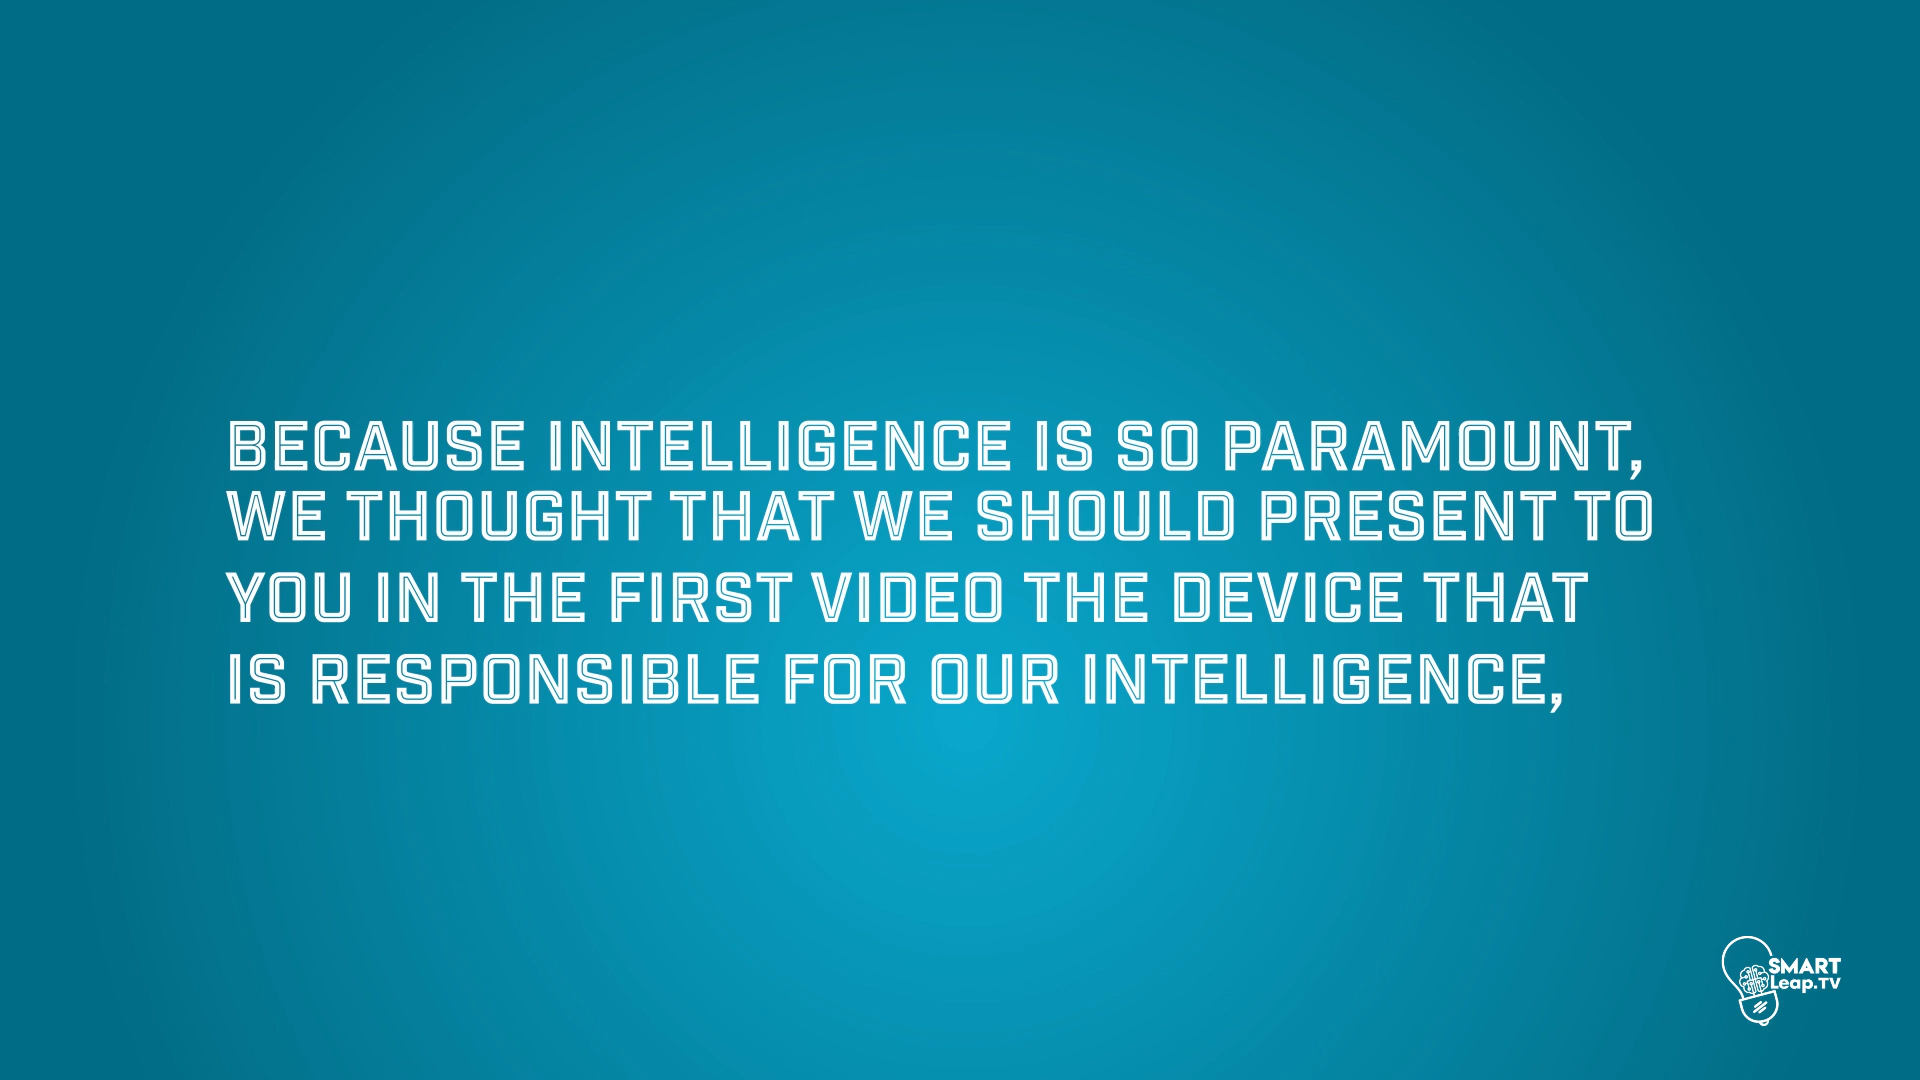 BECAUSE INTELLIGENCE IS SO PARAMOUNT,
WE THOUGHT THAT WE SHOULD PRESENT TO
YOU IN THE FIRST VIDEO THE DEVICE THAT
IS RESPONSIBLE FOR OUR INTELLIGENCE,
SMART
Leap.TV